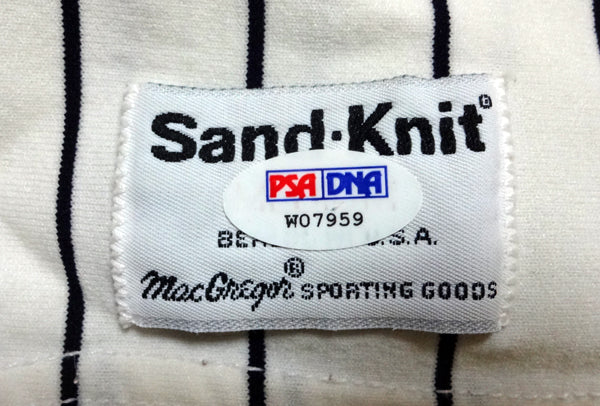 Sand·Knit®
PSA DNA
W07959
U.S.A.
MacGregor® SPORTING GOODS